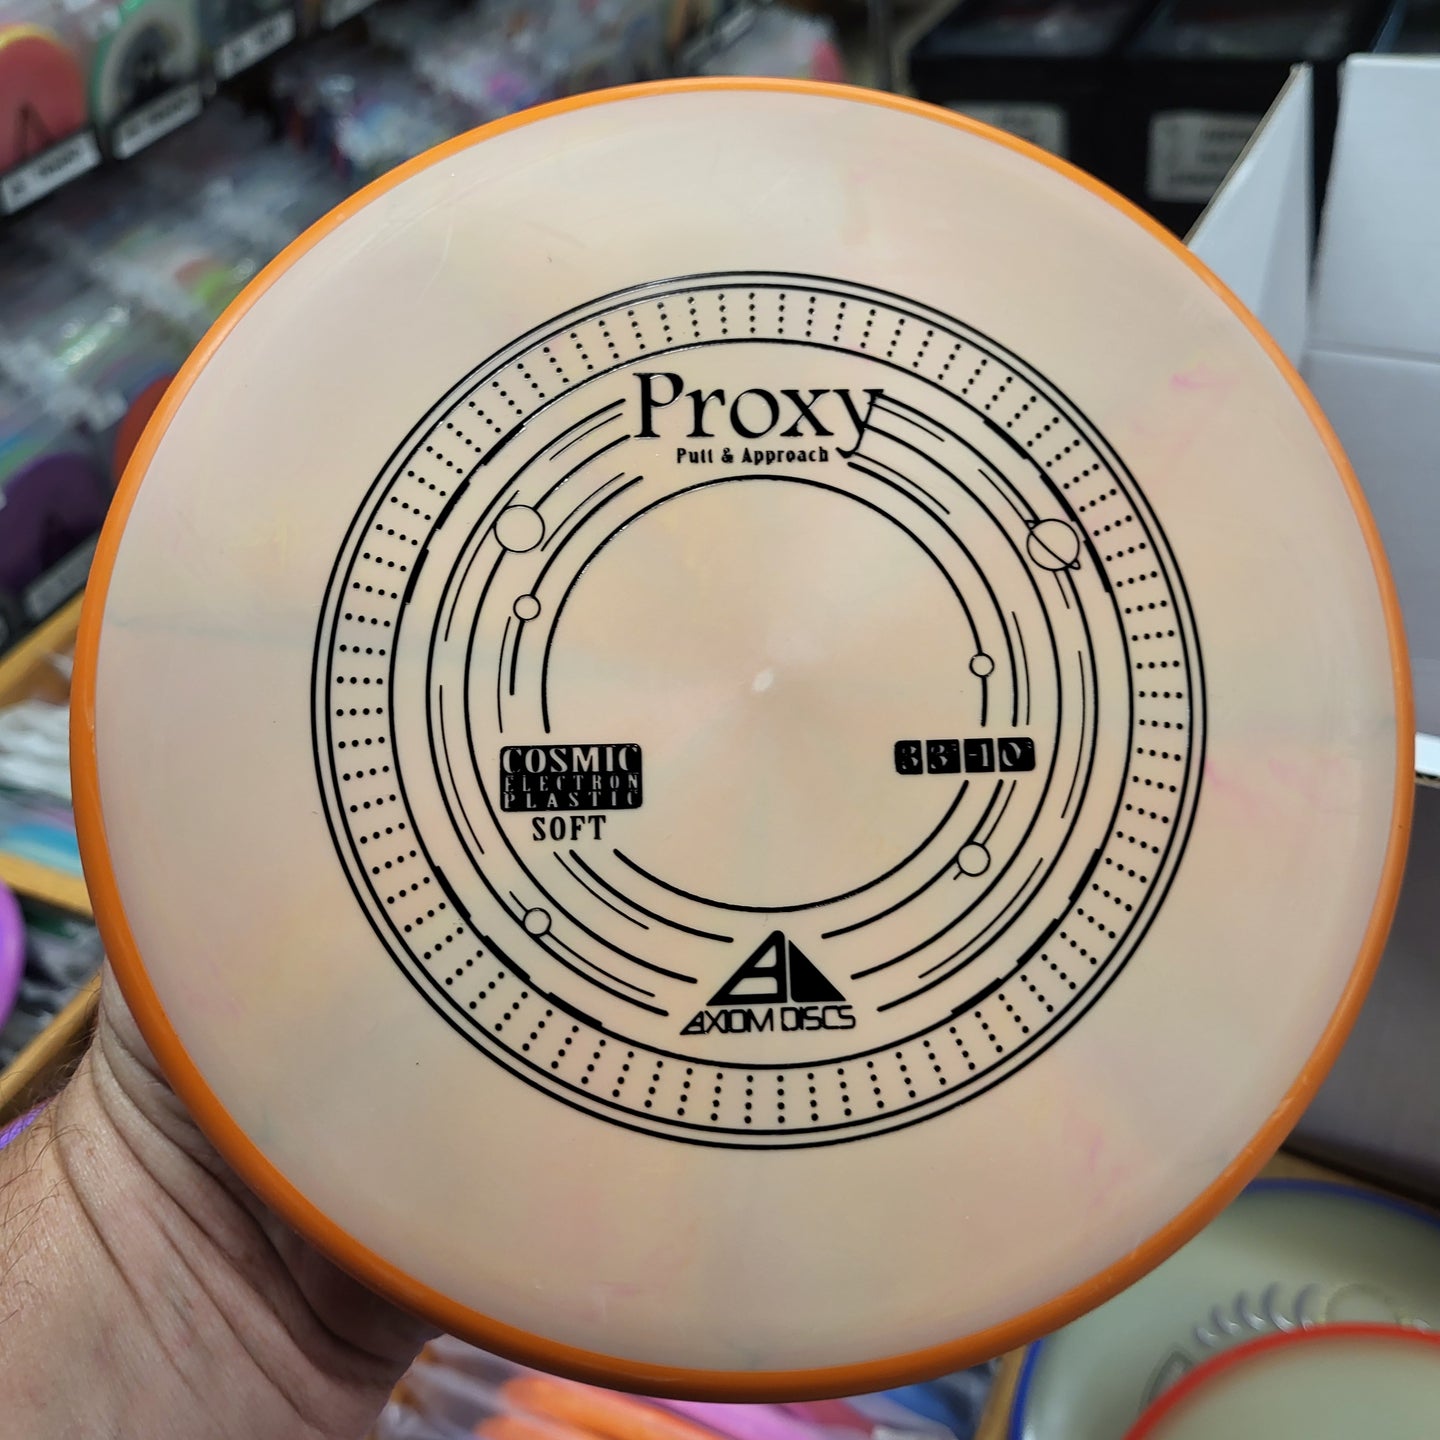 Proxy
Putt & Approach
COSMIC
ELECTRON
PLASTIC
SOFT
3 3 -1 0
AXIOM DISCS